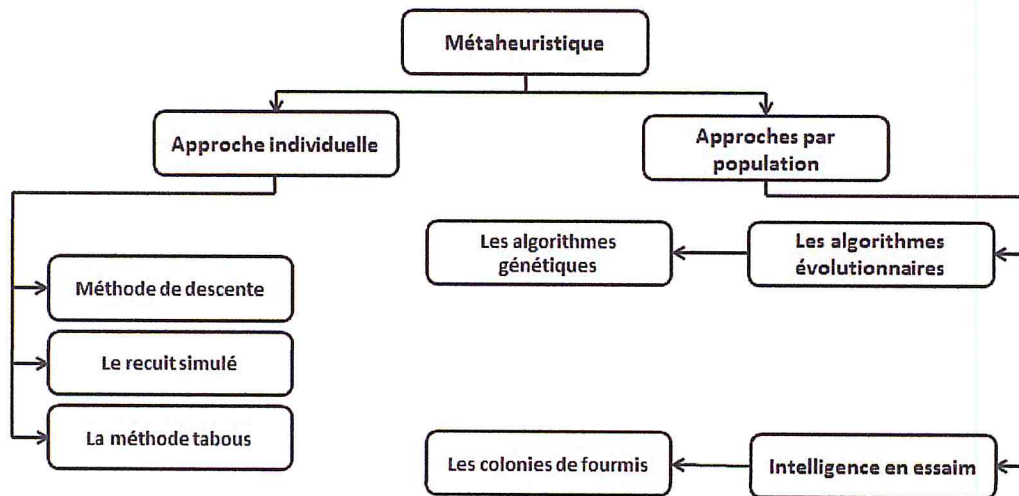 Métaheuristique
Approche individuelle
Approches par
population
Les algorithmes
génétiques
Les algorithmes
évolutionnaires
Méthode de descente
Le recuit simulé
La méthode tabous
Les colonies de fourmis
Intelligence en essaim